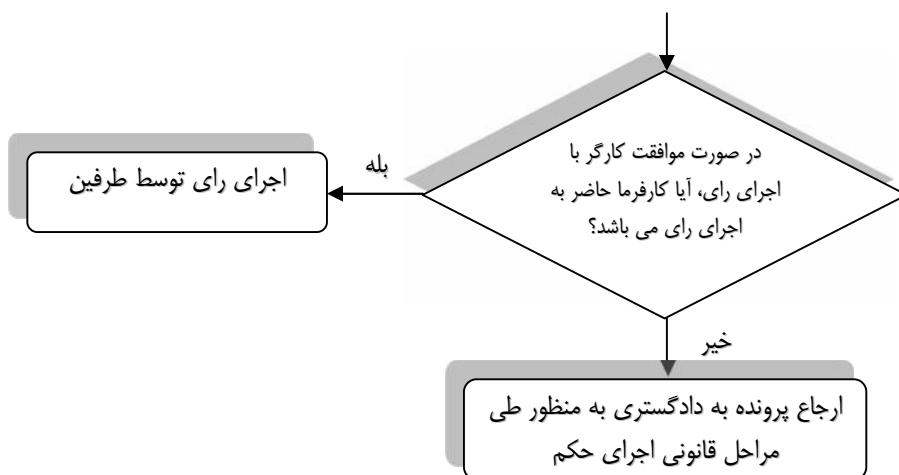 در صورت موافقت کارگر با
اجرای رای، آیا کارفرما حاضر به
اجرای رای می باشد؟
بله
اجرای رای توسط طرفین
خیر
ارجاع پرونده به دادگستری به منظور طی
مراحل قانونی اجرای حکم